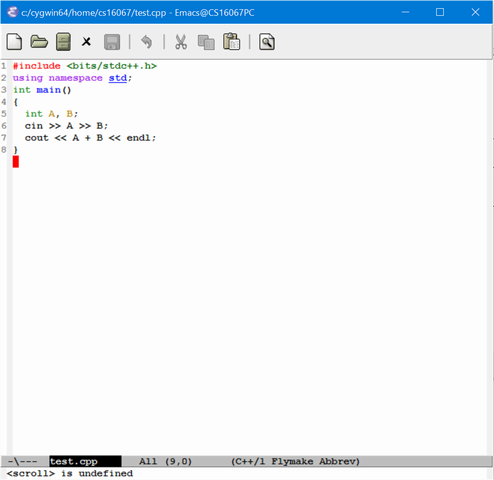 c:/cygwin64/home/cs16067/test.cpp - Emacs@CS16067PC
1 #include <bits/stdc++.h>
2 using namespace std;
3 int main()
4 {
5   int A, B;
6   cin >> A >> B;
7   cout << A + B << endl;
8 }
-\--- test.cpp All (9,0) (C++/l Flymake Abbrev)
<scroll> is undefined